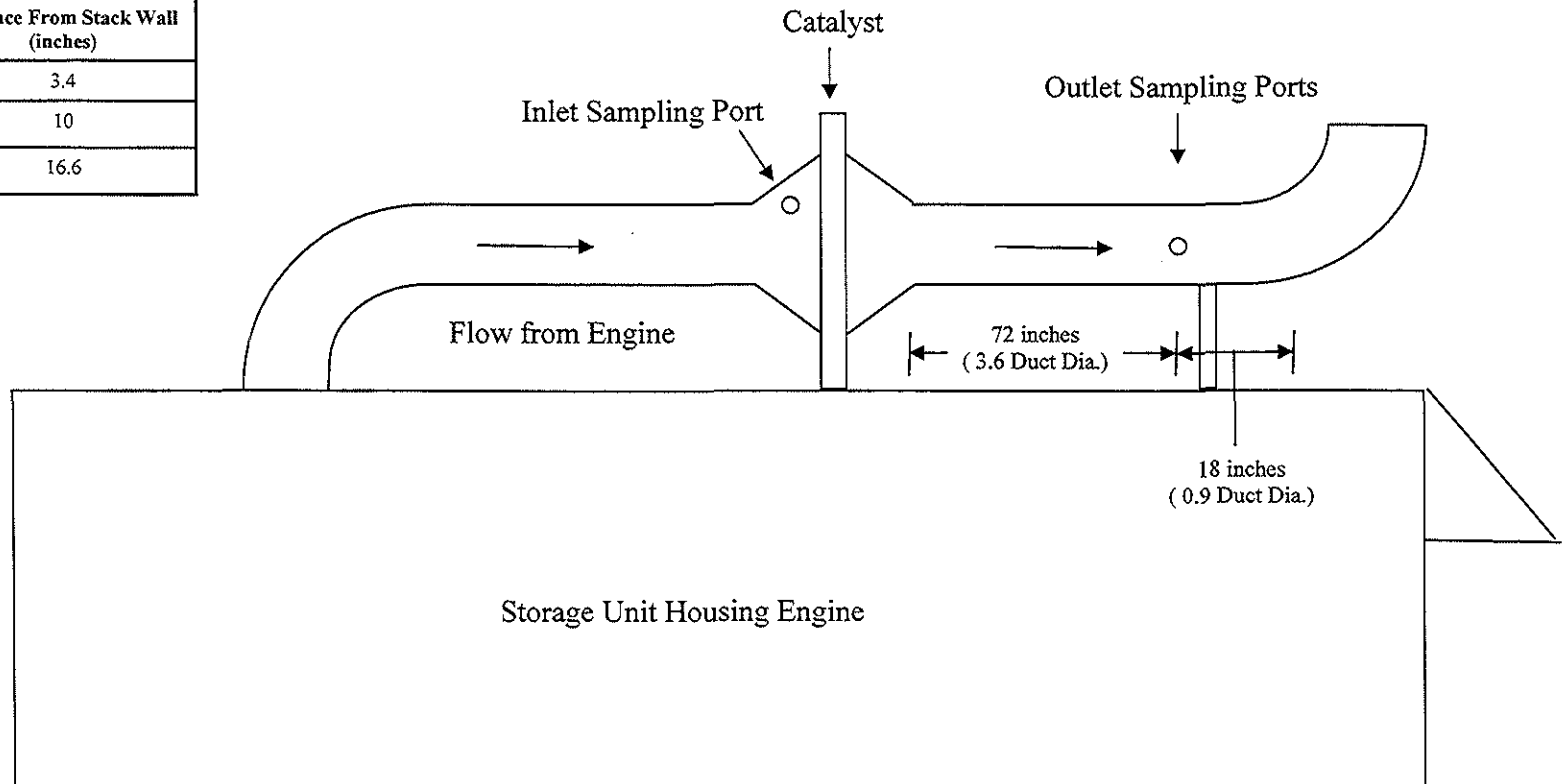 From Stack Wall
(inches)
3.4
10
16.6
Catalyst
Inlet Sampling Port
Outlet Sampling Ports
Flow from Engine
72 inches
( 3.6 Duct Dia.)
18 inches
( 0.9 Duct Dia.)
Storage Unit Housing Engine